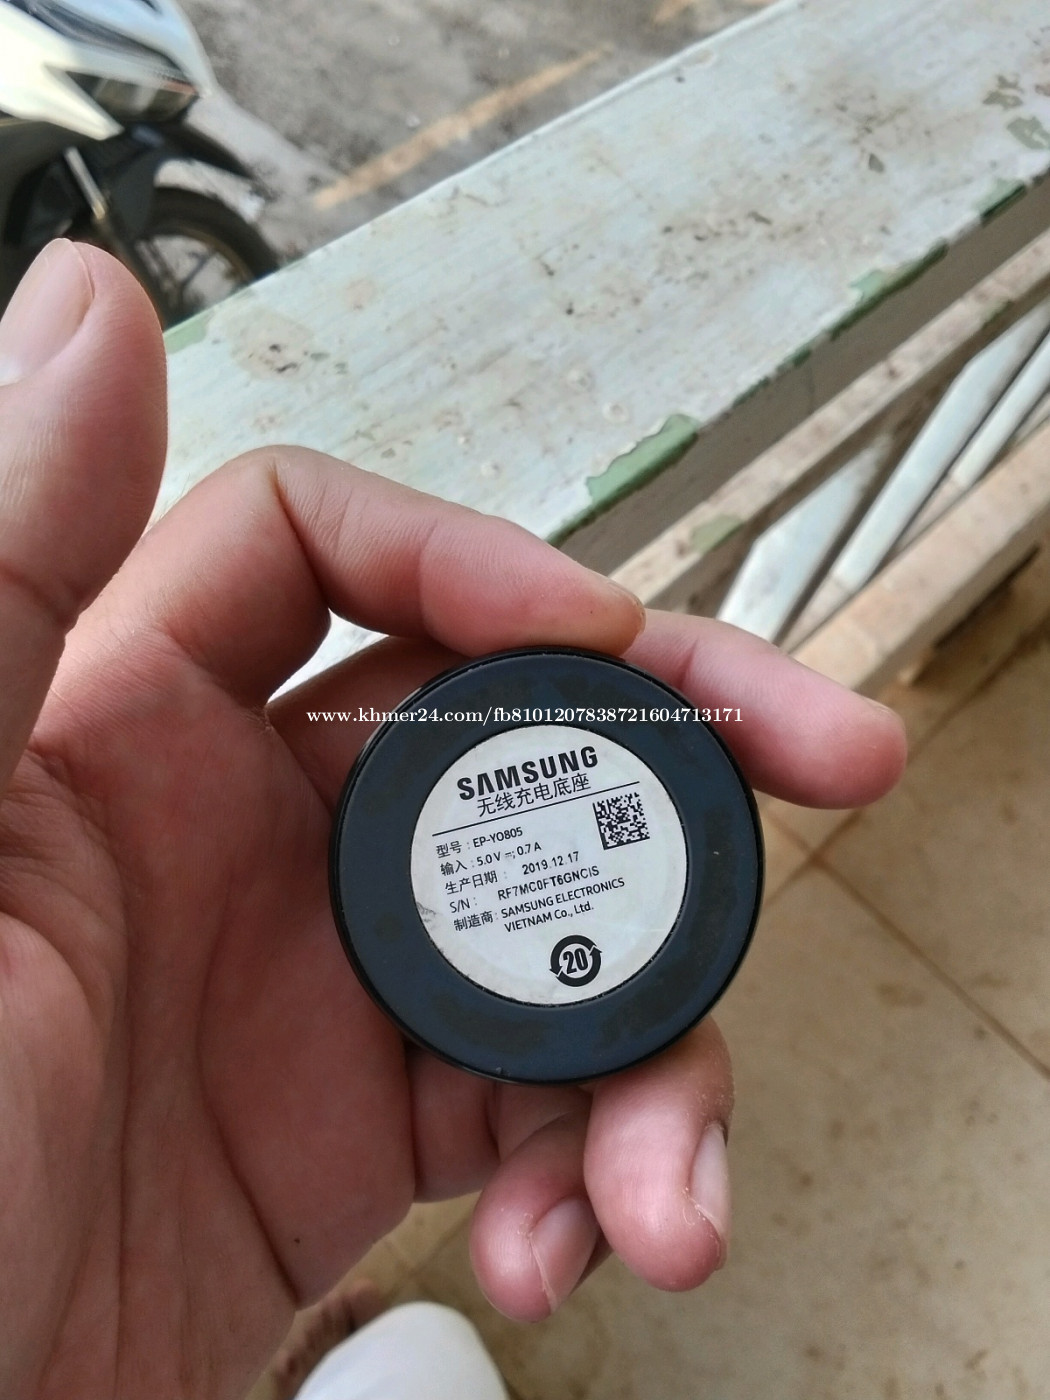 www.khmer24.com/fb8101207838721604713171
SAMSUNG
无线充电底座
型号 : EP-YO805
输入 : 5.0 V ⎓; 0.7 A
生产日期 : 2019.12.17
S/N : RF7MC0FT6GNCIS
制造商 : SAMSUNG ELECTRONICS
VIETNAM Co., Ltd.
20